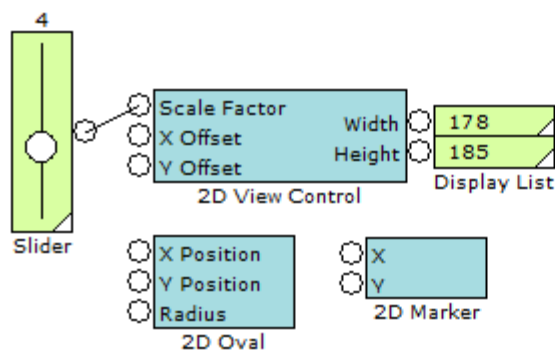 4
Slider
Scale Factor
X Offset
Y Offset
Width
Height
2D View Control
178
185
Display List
X Position
Y Position
Radius
2D Oval
X
Y
2D Marker